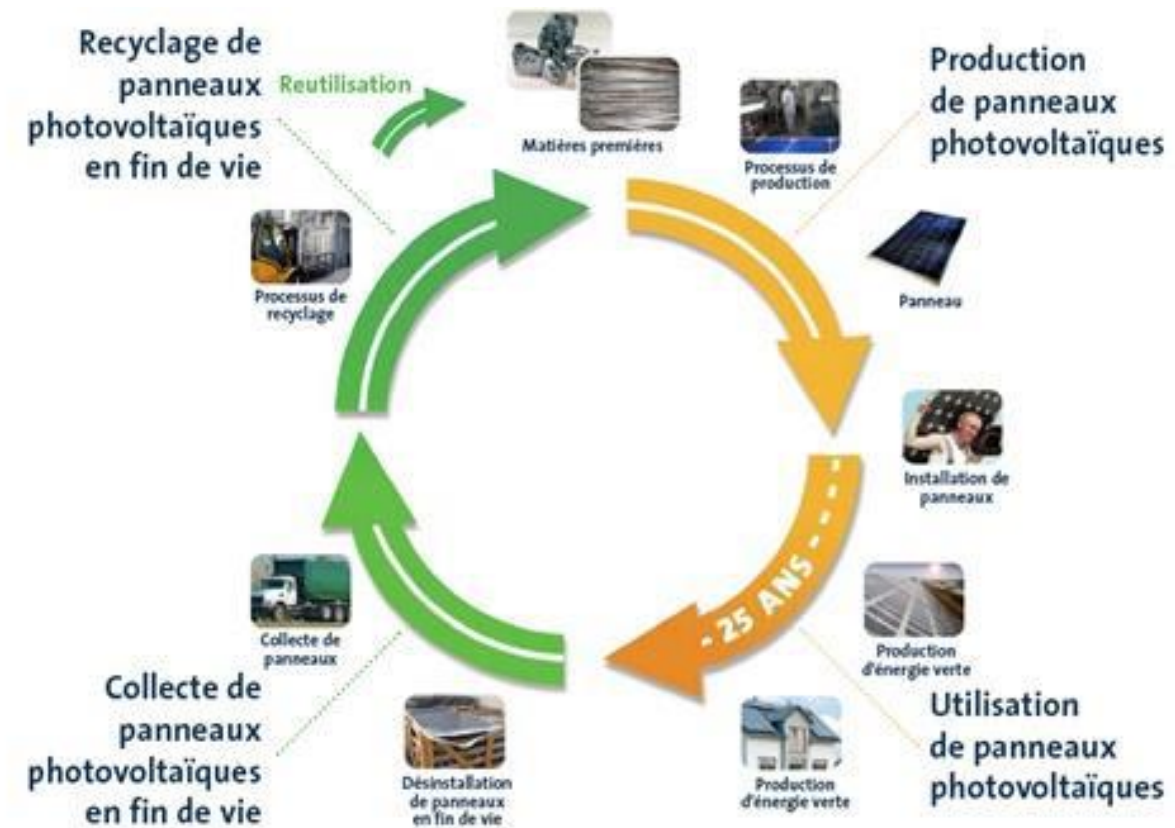 Recyclage de
panneaux
photovoltaïques
en fin de vie
Reutilisation
Matières premières
Processus de
production
Production
de panneaux
photovoltaïques
Panneau
Installation de
panneaux
- 25 ANS -
Production
d'énergie verte
Utilisation
de panneaux
photovoltaïques
Production
d'énergie verte
Désinstallation
de panneaux
en fin de vie
Collecte de
panneaux
photovoltaïques
en fin de vie
Collecte de
panneaux
Processus de
recyclage